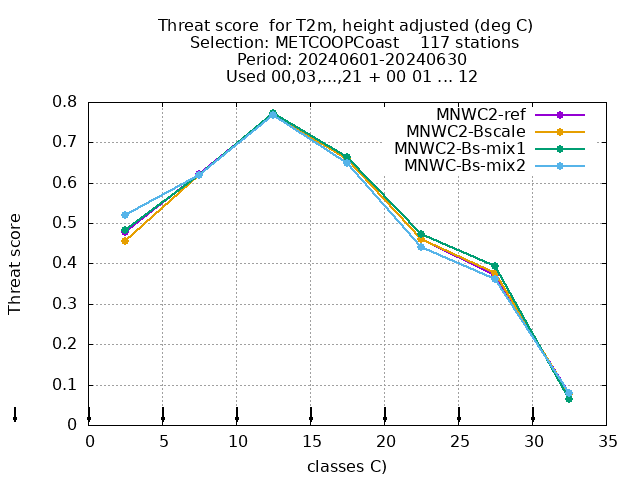 Threat score  for T2m, height adjusted (deg C)
Selection: METCOOPCoast    117 stations
Period: 20240601-20240630
Used 00,03,...,21 + 00 01 ... 12
MNWC2-ref
MNWC2-Bscale
MNWC2-Bs-mix1
MNWC-Bs-mix2
Threat score
0.8
0.7
0.6
0.5
0.4
0.3
0.2
0.1
0
0 5 10 15 20 25 30 35
classes C)